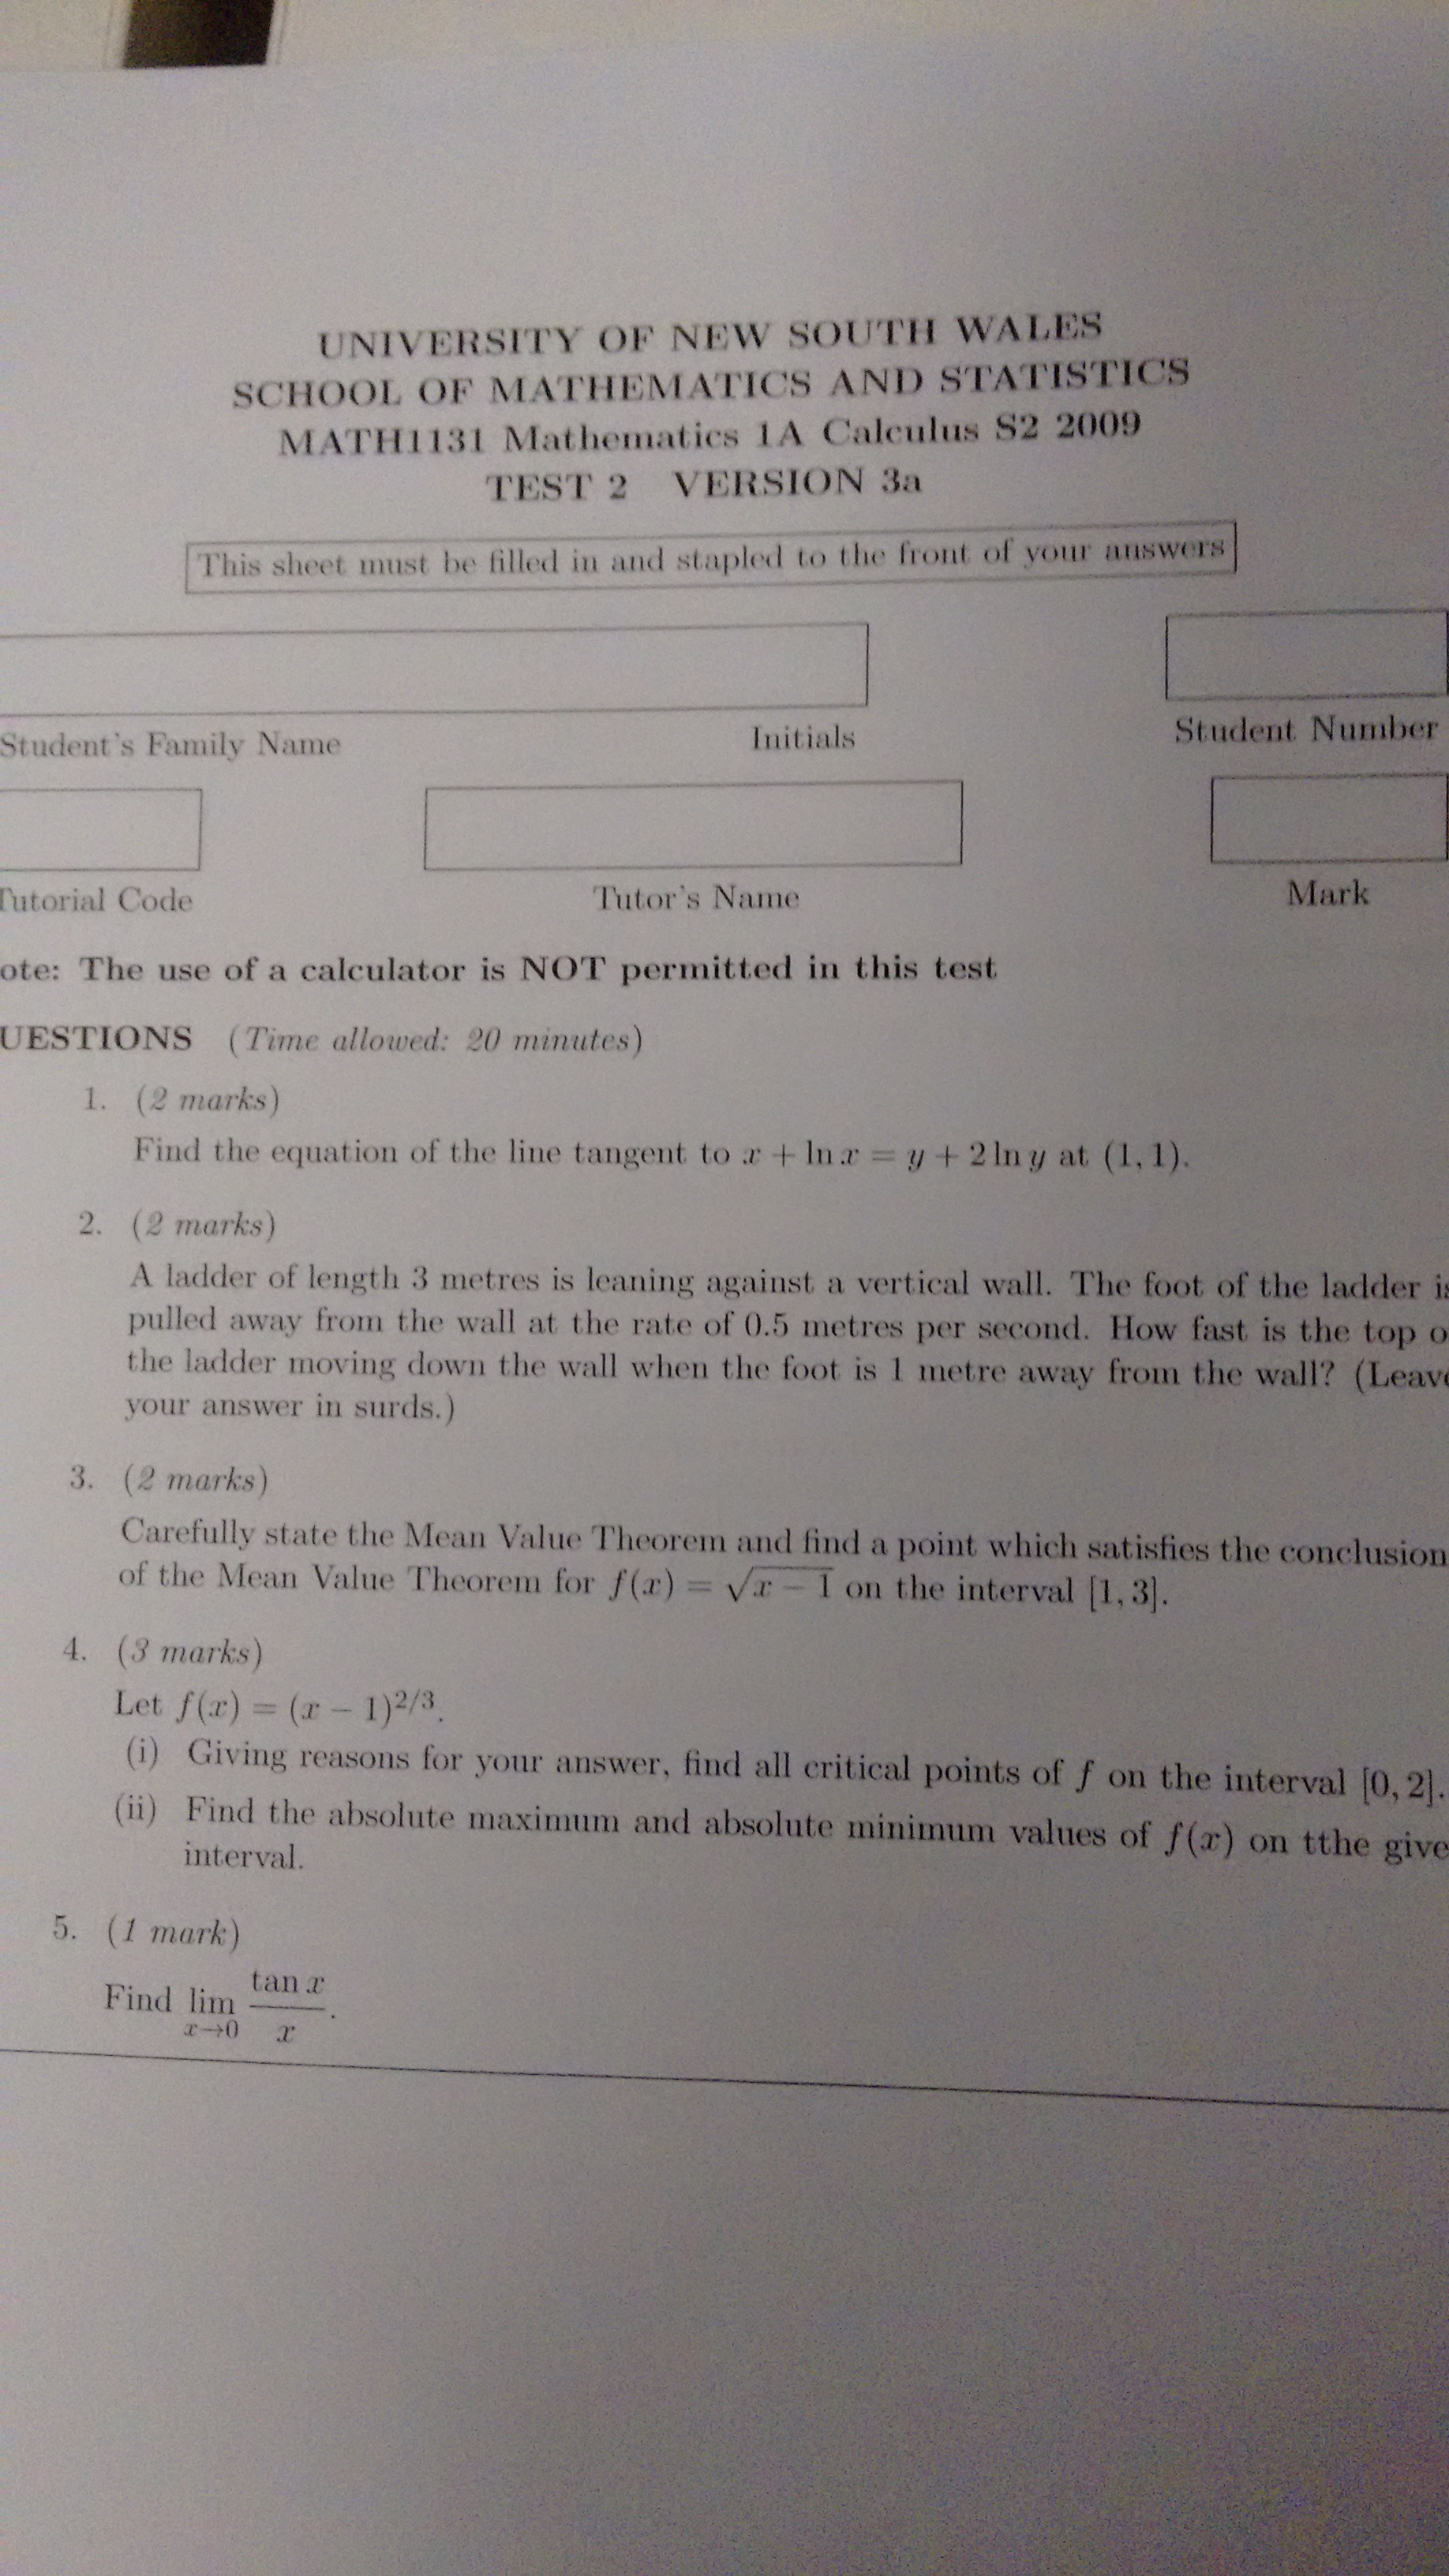 UNIVERSITY OF NEW SOUTH WALES
SCHOOL OF MATHEMATICS AND STATISTICS
MATH1131 Mathematics 1A Calculus S2 2009
TEST 2 VERSION 3a
This sheet must be filled in and stapled to the front of your answers
Student's Family Name Initials Student Number
Tutorial Code Tutor's Name Mark
ote: The use of a calculator is NOT permitted in this test
UESTIONS (Time allowed: 20 minutes)
1. (2 marks)
Find the equation of the line tangent to x + ln x = y + 2 ln y at (1, 1).
2. (2 marks)
A ladder of length 3 metres is leaning against a vertical wall. The foot of the ladder is
pulled away from the wall at the rate of 0.5 metres per second. How fast is the top o
the ladder moving down the wall when the foot is 1 metre away from the wall? (Leave
your answer in surds.)
3. (2 marks)
Carefully state the Mean Value Theorem and find a point which satisfies the conclusion
of the Mean Value Theorem for f(x) = √x − 1 on the interval [1, 3].
4. (3 marks)
Let f(x) = (x − 1)^2/3.
(i) Giving reasons for your answer, find all critical points of f on the interval [0, 2].
(ii) Find the absolute maximum and absolute minimum values of f(x) on tthe give
interval.
5. (1 mark)
Find lim x→0 tan x / x.